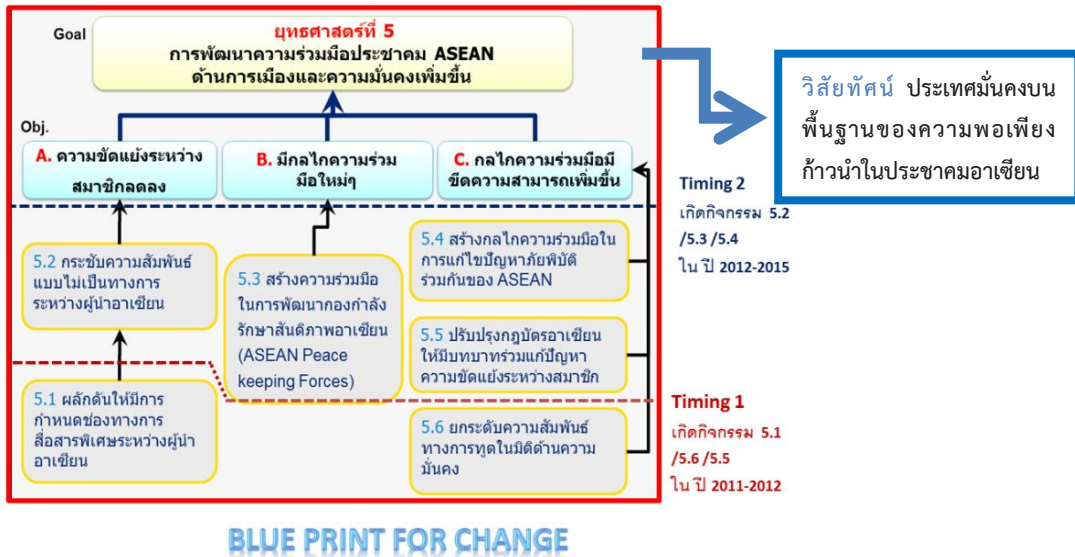 Goal
ยุทธศาสตร์ที่ 5
การพัฒนาความร่วมมือประชาคม ASEAN
ด้านการเมืองและความมั่นคงเพิ่มขึ้น
วิสัยทัศน์ ประเทศมั่นคงบน
พื้นฐานของความพอเพียง
ก้าวนำในประชาคมอาเซียน
Obj.
A. ความขัดแย้งระหว่าง
สมาชิกลดลง
B. มีกลไกความร่วม
มือใหม่ๆ
C. กลไกความร่วมมือมี
ขีดความสามารถเพิ่มขึ้น
Timing 2
เกิดกิจกรรม 5.2
/5.3 /5.4
ใน ปี 2012-2015
5.2 กระชับความสัมพันธ์
แบบไม่เป็นทางการ
ระหว่างผู้นำอาเซียน
5.3 สร้างความร่วมมือ
ในการพัฒนากองกำลัง
รักษาสันติภาพอาเซียน
(ASEAN Peace
keeping Forces)
5.4 สร้างกลไกความร่วมมือใน
การแก้ไขปัญหาภัยพิบัติ
ร่วมกันของ ASEAN
5.5 ปรับปรุงกฎบัตรอาเซียน
ให้มีบทบาทร่วมแก้ปัญหา
ความขัดแย้งระหว่างสมาชิก
5.1 ผลักดันให้มีการ
กำหนดช่องทางการ
สื่อสารพิเศษระหว่างผู้นำ
อาเซียน
5.6 ยกระดับความสัมพันธ์
ทางการทูตในมิติด้านความ
มั่นคง
Timing 1
เกิดกิจกรรม 5.1
/5.6 /5.5
ใน ปี 2011-2012
BLUE PRINT FOR CHANGE